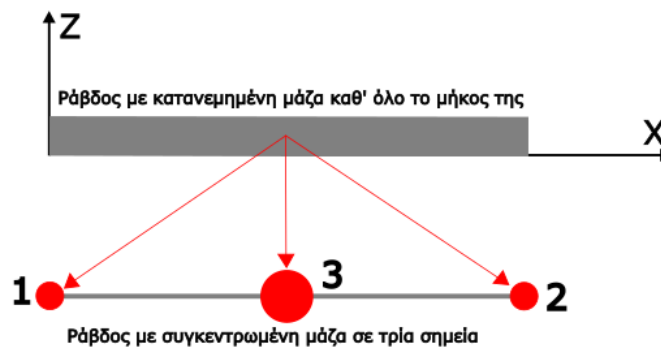 Z
Ράβδος με κατανεμημένη μάζα καθ' όλο το μήκος της
X
1
3
2
Ράβδος με συγκεντρωμένη μάζα σε τρία σημεία